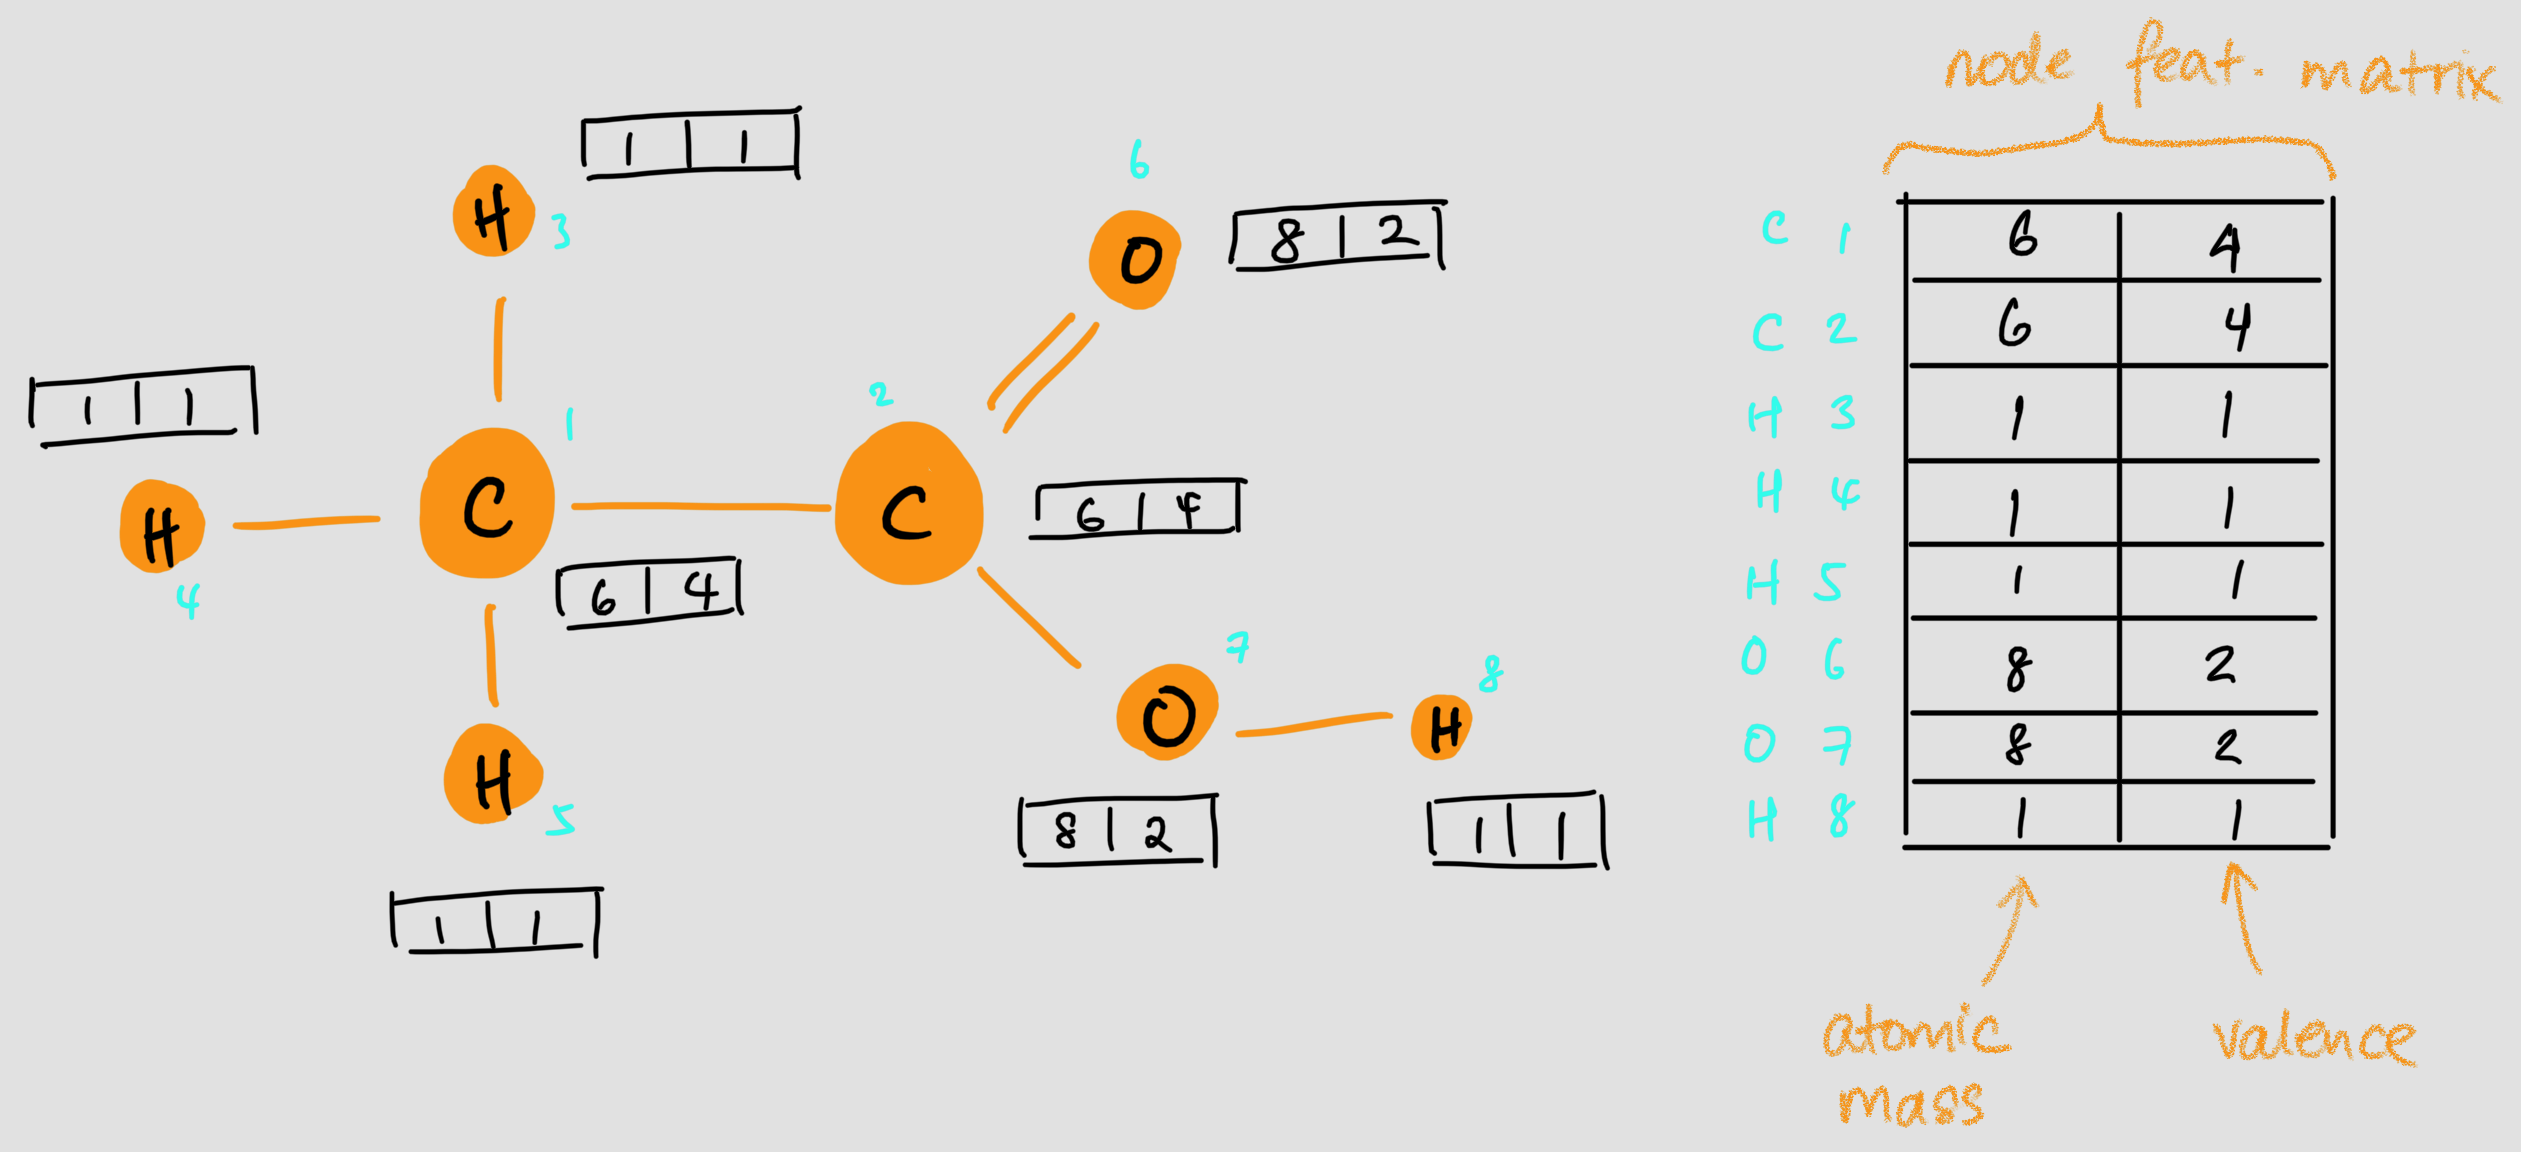 node feat. matrix
H 3
1 | 1
6
O
8 | 2
1 | 1
H
4
C
1
6 | 4
2
C
6 | 4
H
5
1 | 1
7
O
8 | 2
8
H
1 | 1
C 1 6 4
C 2 6 4
H 3 1 1
H 4 1 1
H 5 1 1
O 6 8 2
O 7 8 2
H 8 1 1
atomic
mass
valence